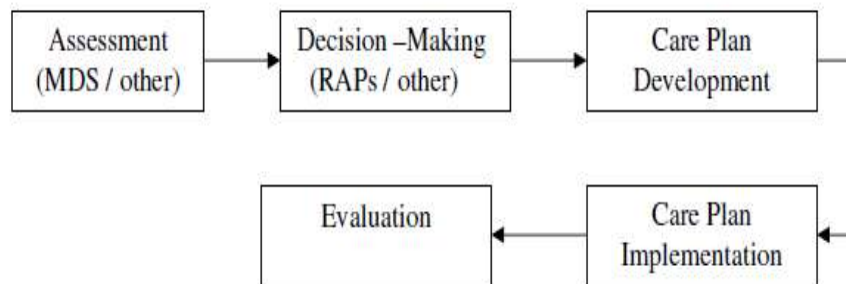 Assessment
(MDS / other)
Decision –Making
(RAPs / other)
Care Plan
Development
Care Plan
Implementation
Evaluation